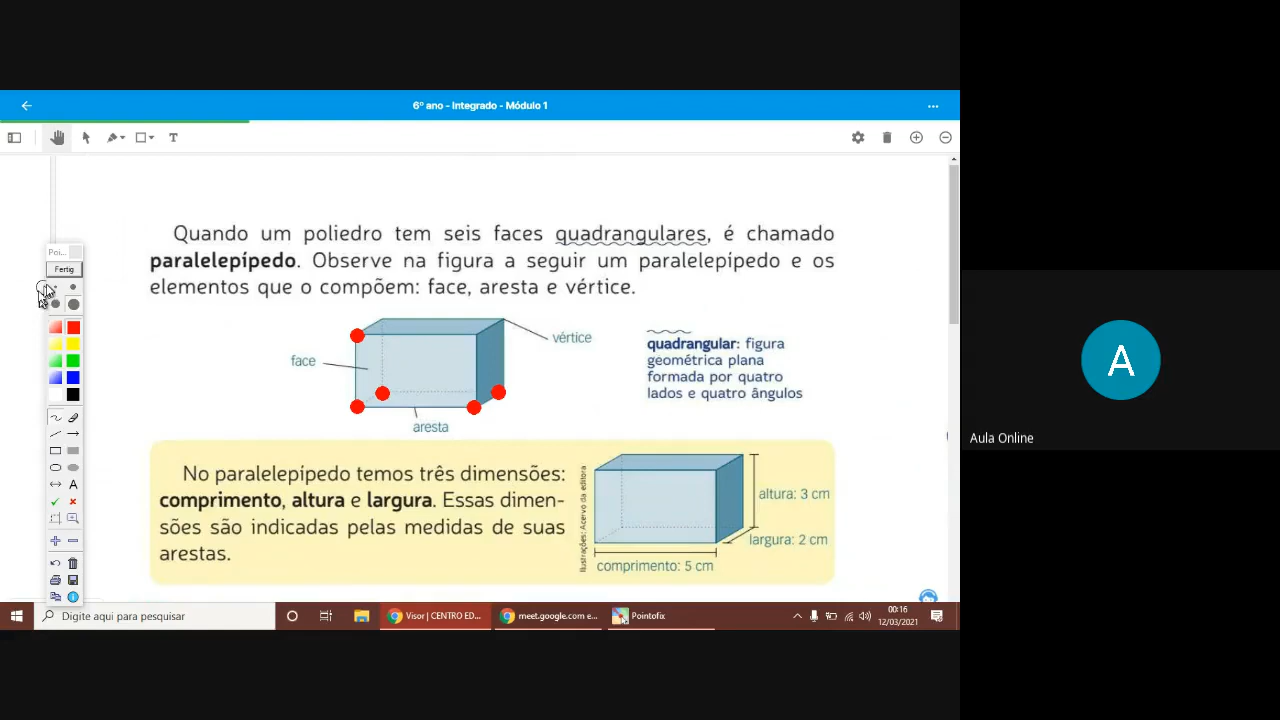 6º ano - Integrado - Módulo 1
Quando um poliedro tem seis faces quadrangulares, é chamado
paralelepípedo. Observe na figura a seguir um paralelepípedo e os
elementos que o compõem: face, aresta e vértice.
Poi...
Fertig
A
face
vértice
aresta
quadrangular: figura
geométrica plana
formada por quatro
lados e quatro ângulos
A
Aula Online
No paralelepípedo temos três dimensões:
comprimento, altura e largura. Essas dimen-
sões são indicadas pelas medidas de suas
arestas.
Ilustrações: Acervo da editora
altura: 3 cm
largura: 2 cm
comprimento: 5 cm
Digite aqui para pesquisar
Visor | CENTRO ED...
meet.google.com e...
Pointofix
00:16
12/03/2021